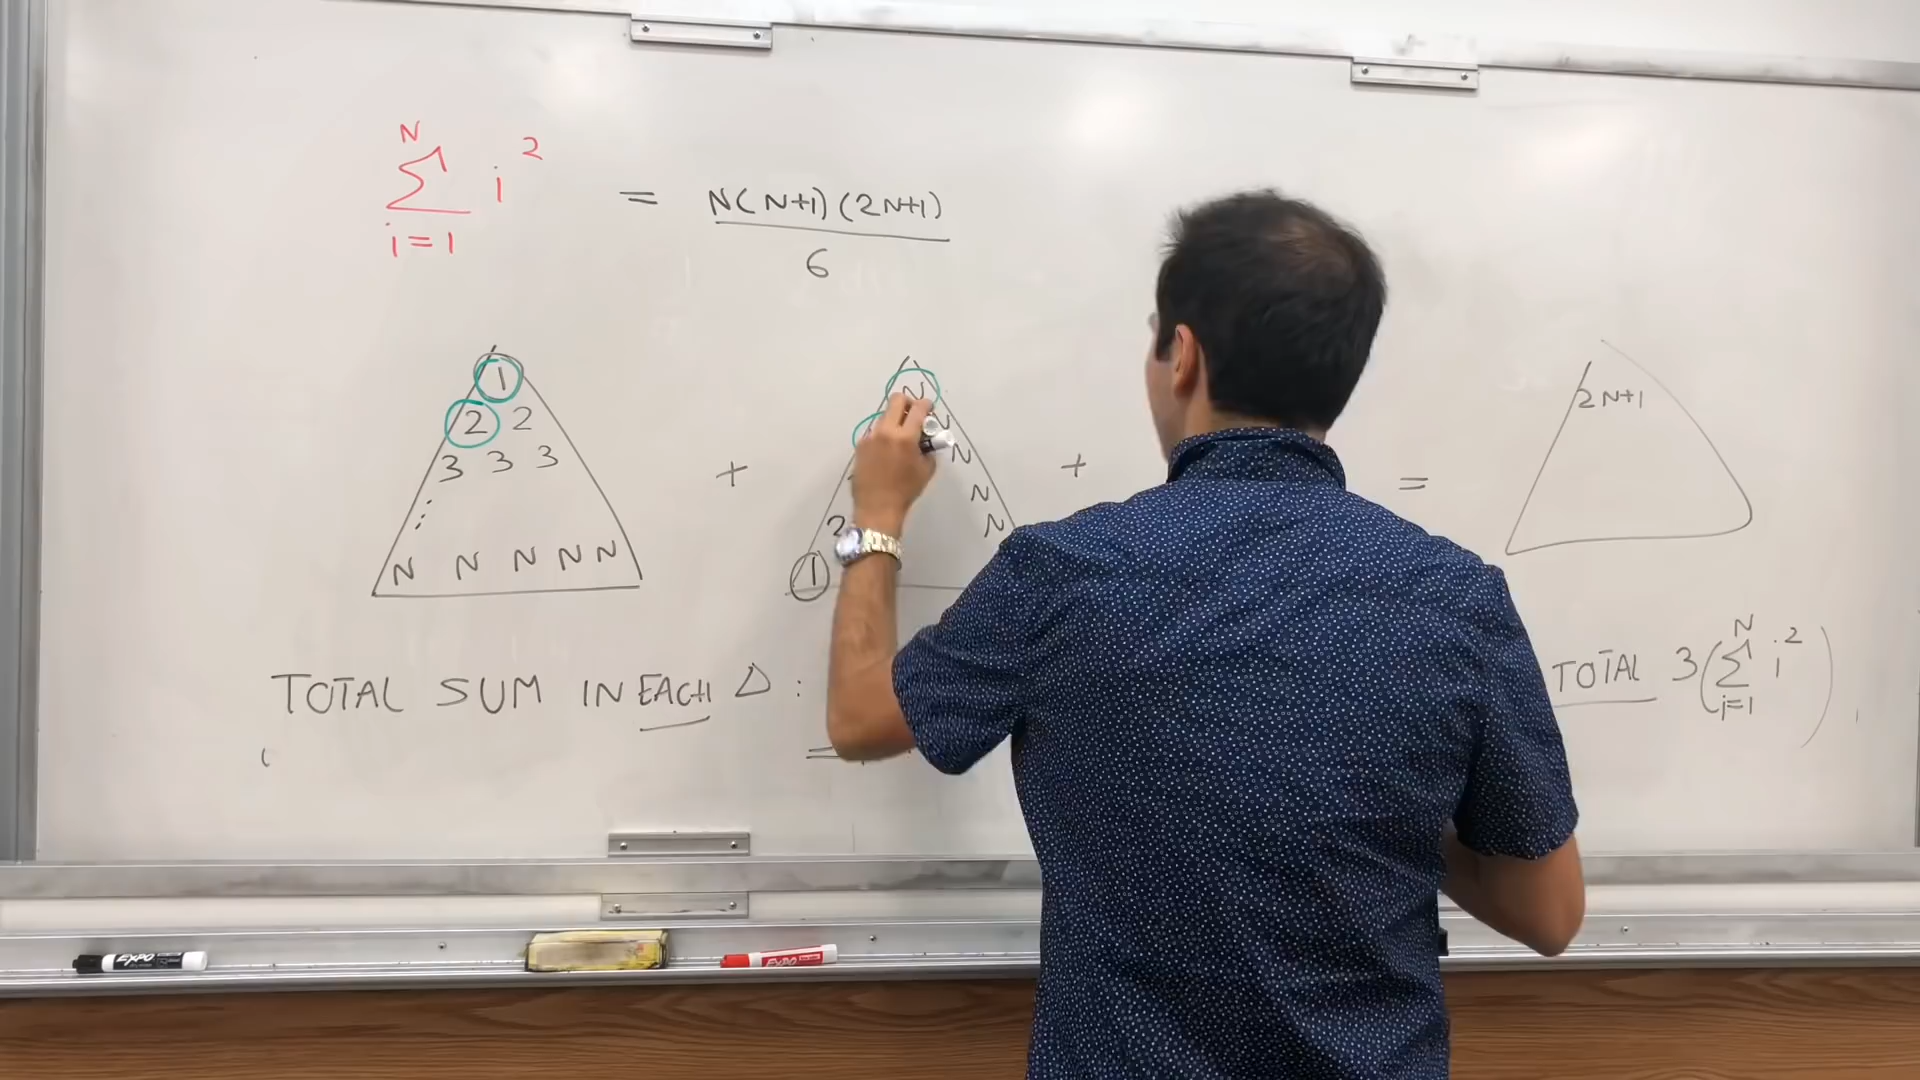 N
∑ i² = N(N+1)(2N+1)
i=1 6
1
2 2
3 3 3
⋮
N N N N N
+
N
N
N
N
N
2
1
+
=
2N+1
TOTAL SUM IN EACH Δ :
TOTAL 3(∑ i²)
N
i=1
EXPO
EXPO